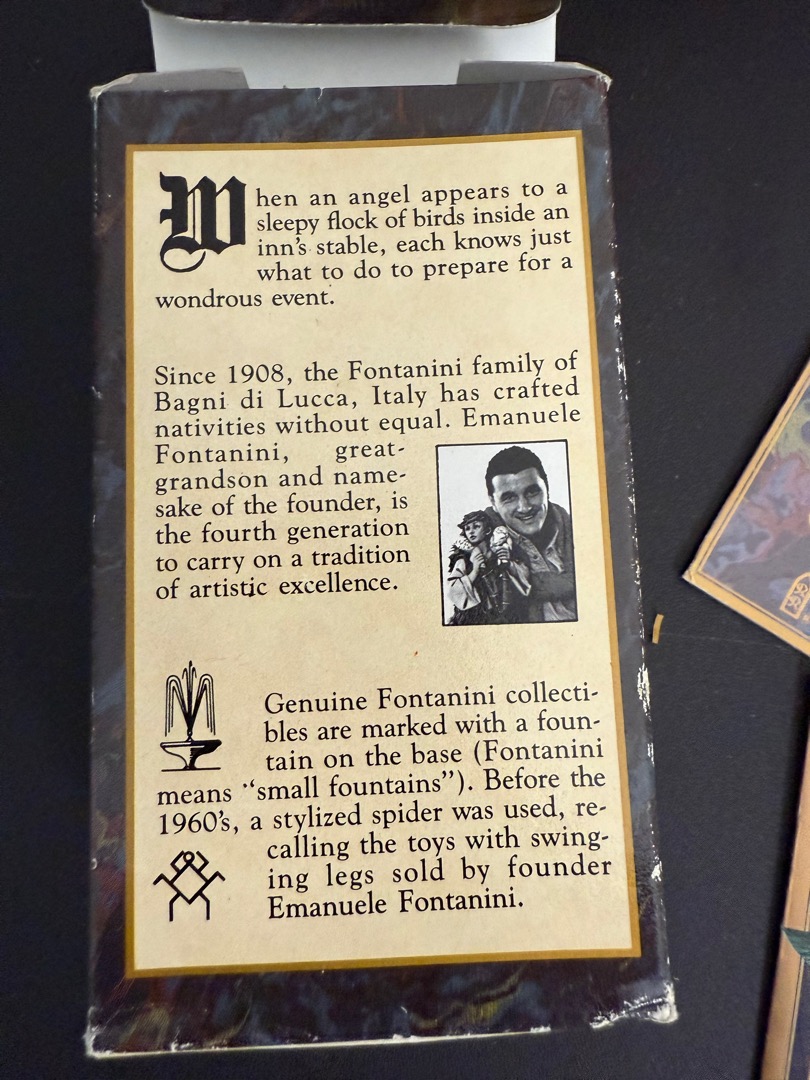 When an angel appears to a
sleepy flock of birds inside an
inn's stable, each knows just
what to do to prepare for a
wondrous event.
Since 1908, the Fontanini family of
Bagni di Lucca, Italy has crafted
nativities without equal. Emanuele
Fontanini, great-
grandson and name-
sake of the founder, is
the fourth generation
to carry on a tradition
of artistic excellence.
Genuine Fontanini collecti-
bles are marked with a foun-
tain on the base (Fontanini
means "small fountains"). Before the
1960's, a stylized spider was used, re-
calling the toys with swing-
ing legs sold by founder
Emanuele Fontanini.